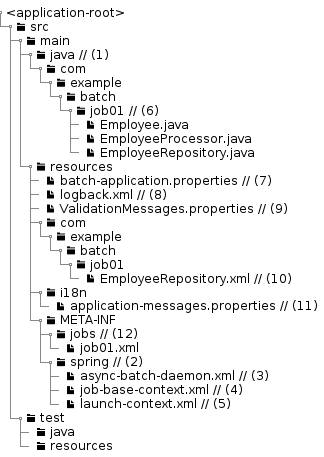 <application-root>
src
main
java // (1)
com
example
batch
job01 // (6)
Employee.java
EmployeeProcessor.java
EmployeeRepository.java
resources
batch-application.properties // (7)
logback.xml // (8)
ValidationMessages.properties // (9)
com
example
batch
job01
EmployeeRepository.xml // (10)
i18n
application-messages.properties // (11)
META-INF
jobs // (12)
job01.xml
spring // (2)
async-batch-daemon.xml // (3)
job-base-context.xml // (4)
launch-context.xml // (5)
test
java
resources